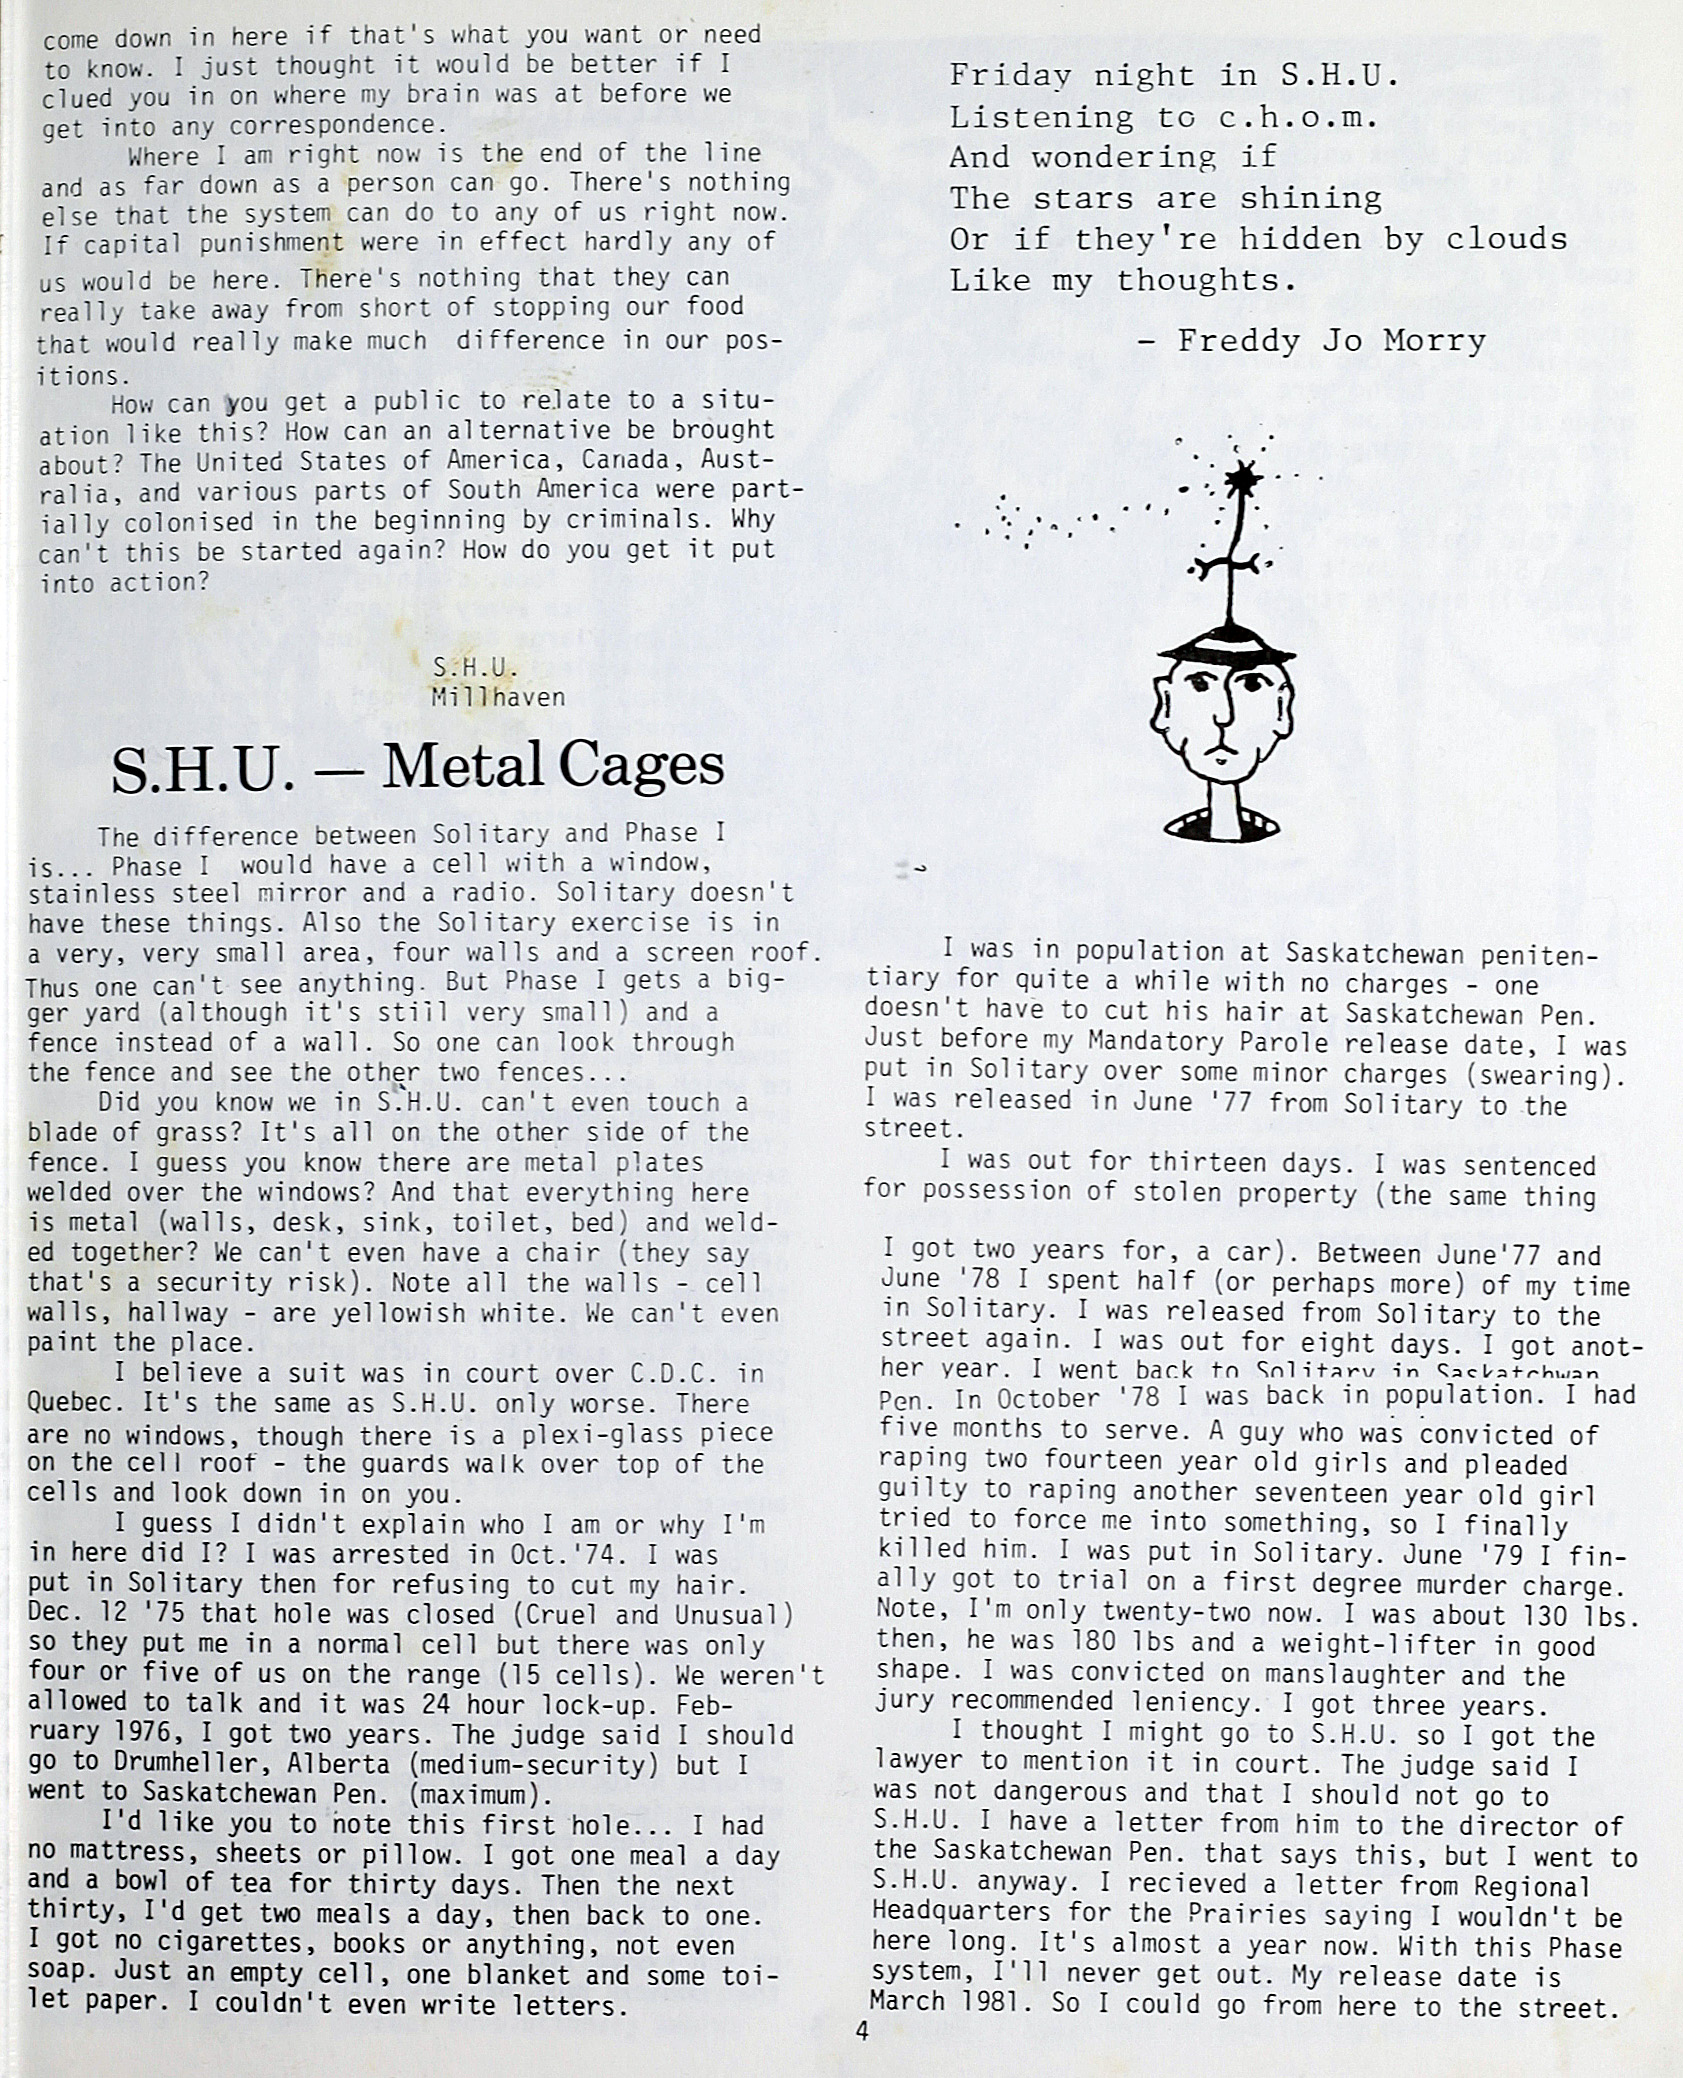 come down in here if that's what you want or need
to know. I just thought it would be better if I
clued you in on where my brain was at before we
get into any correspondence.
Where I am right now is the end of the line
and as far down as a person can go. There's nothing
else that the system can do to any of us right now.
If capital punishment were in effect hardly any of
us would be here. There's nothing that they can
really take away from short of stopping our food
that would really make much difference in our pos-
itions.
How can you get a public to relate to a situ-
ation like this? How can an alternative be brought
about? The United States of America, Canada, Aust-
ralia, and various parts of South America were part-
ially colonised in the beginning by criminals. Why
can't this be started again? How do you get it put
into action?
S.H.U.
Millhaven
S.H.U. — Metal Cages
The difference between Solitary and Phase I
is... Phase I would have a cell with a window,
stainless steel mirror and a radio. Solitary doesn't
have these things. Also the Solitary exercise is in
a very, very small area, four walls and a screen roof.
Thus one can't see anything. But Phase I gets a big-
ger yard (although it's still very small) and a
fence instead of a wall. So one can look through
the fence and see the other two fences...
Did you know we in S.H.U. can't even touch a
blade of grass? It's all on the other side of the
fence. I guess you know there are metal plates
welded over the windows? And that everything here
is metal (walls, desk, sink, toilet, bed) and weld-
ed together? We can't even have a chair (they say
that's a security risk). Note all the walls - cell
walls, hallway - are yellowish white. We can't even
paint the place.
I believe a suit was in court over C.D.C. in
Quebec. It's the same as S.H.U. only worse. There
are no windows, though there is a plexi-glass piece
on the cell roof - the guards walk over top of the
cells and look down in on you.
I guess I didn't explain who I am or why I'm
in here did I? I was arrested in Oct.'74. I was
put in Solitary then for refusing to cut my hair.
Dec. 12 '75 that hole was closed (Cruel and Unusual)
so they put me in a normal cell but there was only
four or five of us on the range (15 cells). We weren't
allowed to talk and it was 24 hour lock-up. Feb-
ruary 1976, I got two years. The judge said I should
go to Drumheller, Alberta (medium-security) but I
went to Saskatchewan Pen. (maximum).
I'd like you to note this first hole... I had
no mattress, sheets or pillow. I got one meal a day
and a bowl of tea for thirty days. Then the next
thirty, I'd get two meals a day, then back to one.
I got no cigarettes, books or anything, not even
soap. Just an empty cell, one blanket and some toi-
let paper. I couldn't even write letters.
Friday night in S.H.U.
Listening to c.h.o.m.
And wondering if
The stars are shining
Or if they're hidden by clouds
Like my thoughts.
- Freddy Jo Morry
I was in population at Saskatchewan peniten-
tiary for quite a while with no charges - one
doesn't have to cut his hair at Saskatchewan Pen.
Just before my Mandatory Parole release date, I was
put in Solitary over some minor charges (swearing).
I was released in June '77 from Solitary to the
street.
I was out for thirteen days. I was sentenced
for possession of stolen property (the same thing
I got two years for, a car). Between June'77 and
June '78 I spent half (or perhaps more) of my time
in Solitary. I was released from Solitary to the
street again. I was out for eight days. I got anot-
her year. I went back to Solitary in Saskatchwan
Pen. In October '78 I was back in population. I had
five months to serve. A guy who was convicted of
raping two fourteen year old girls and pleaded
guilty to raping another seventeen year old girl
tried to force me into something, so I finally
killed him. I was put in Solitary. June '79 I fin-
ally got to trial on a first degree murder charge.
Note, I'm only twenty-two now. I was about 130 lbs.
then, he was 180 lbs and a weight-lifter in good
shape. I was convicted on manslaughter and the
jury recommended leniency. I got three years.
I thought I might go to S.H.U. so I got the
lawyer to mention it in court. The judge said I
was not dangerous and that I should not go to
S.H.U. I have a letter from him to the director of
the Saskatchewan Pen. that says this, but I went to
S.H.U. anyway. I recieved a letter from Regional
Headquarters for the Prairies saying I wouldn't be
here long. It's almost a year now. With this Phase
system, I'll never get out. My release date is
March 1981. So I could go from here to the street.
4